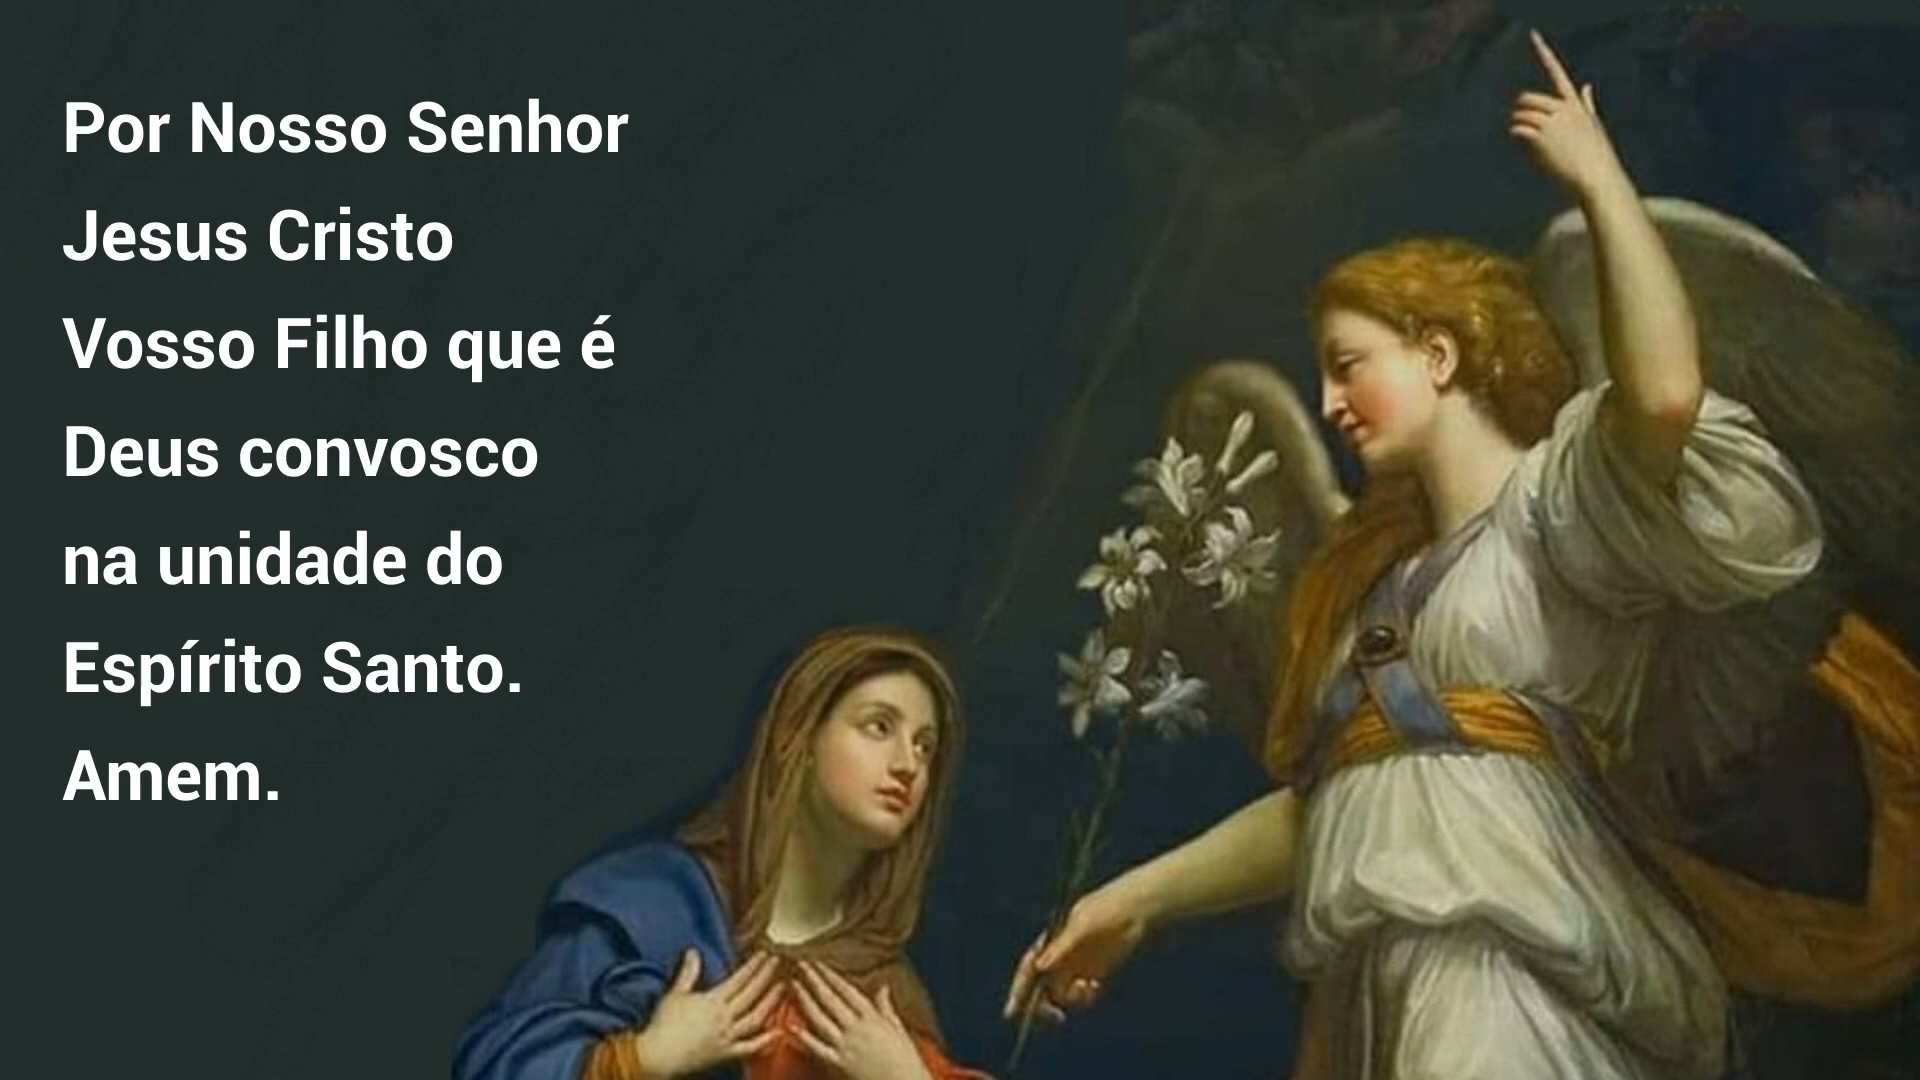 Por Nosso Senhor
Jesus Cristo
Vosso Filho que é
Deus convosco
na unidade do
Espírito Santo.
Amem.